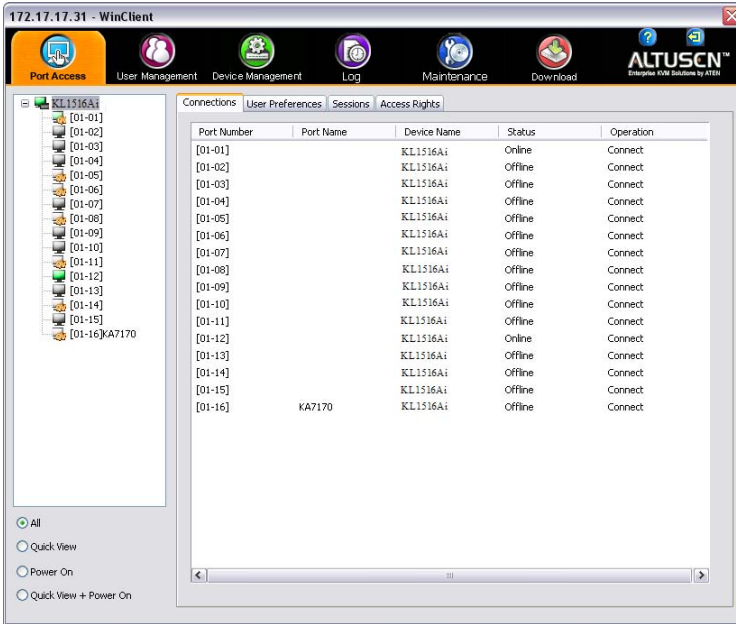 172.17.17.31 - WinClient
Port Access User Management Device Management Log Maintenance Download
ALTUSCN™
Enterprise KVM Solutions by ATEN
KL1516Ai
[01-01]
[01-02]
[01-03]
[01-04]
[01-05]
[01-06]
[01-07]
[01-08]
[01-09]
[01-10]
[01-11]
[01-12]
[01-13]
[01-14]
[01-15]
[01-16]KA7170
All
Quick View
Power On
Quick View + Power On
Connections User Preferences Sessions Access Rights
Port Number Port Name Device Name Status Operation
[01-01] KL1516Ai Online Connect
[01-02] KL1516Ai Offline Connect
[01-03] KL1516Ai Offline Connect
[01-04] KL1516Ai Offline Connect
[01-05] KL1516Ai Offline Connect
[01-06] KL1516Ai Offline Connect
[01-07] KL1516Ai Offline Connect
[01-08] KL1516Ai Offline Connect
[01-09] KL1516Ai Offline Connect
[01-10] KL1516Ai Offline Connect
[01-11] KL1516Ai Offline Connect
[01-12] KL1516Ai Online Connect
[01-13] KL1516Ai Offline Connect
[01-14] KL1516Ai Offline Connect
[01-15] KL1516Ai Offline Connect
[01-16] KA7170 KL1516Ai Offline Connect